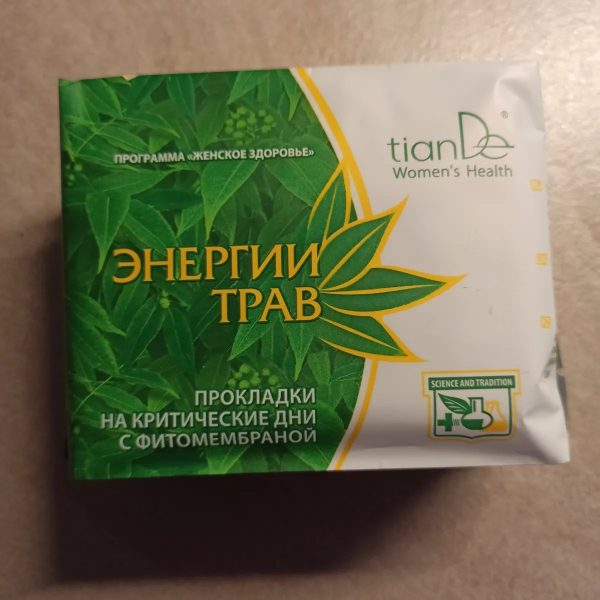 ПРОГРАММА «ЖЕНСКОЕ ЗДОРОВЬЕ»
tianDe®
Women's Health
ЭНЕРГИИ
ТРАВ
ПРОКЛАДКИ
НА КРИТИЧЕСКИЕ ДНИ
С ФИТОМЕМБРАНОЙ
SCIENCE AND TRADITION